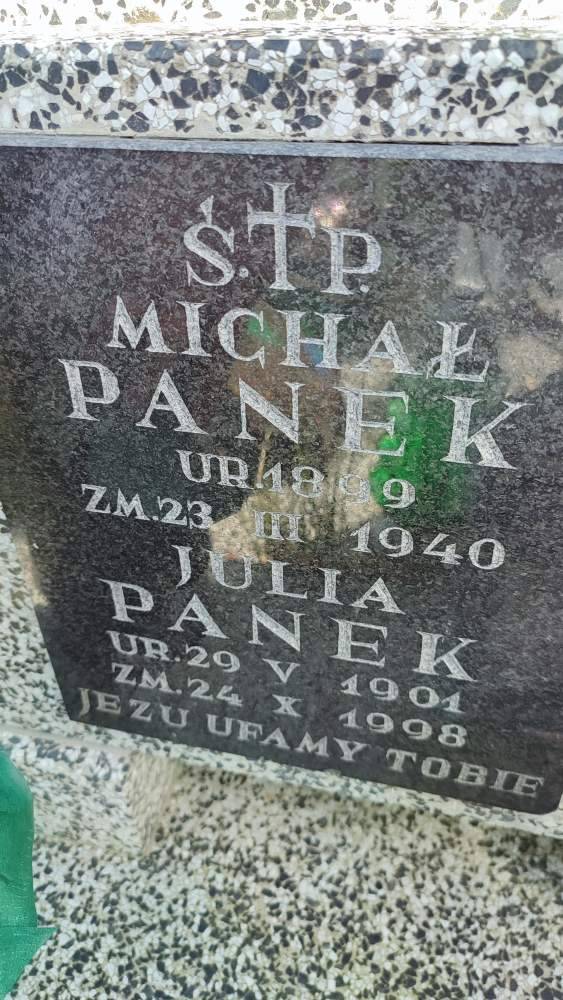 Ś. † P.
MICHAŁ
PANEK
UR. 1899
ZM. 23 III 1940
JULIA
PANEK
UR. 29 V 1901
ZM. 24 X 1998
JEZU UFAMY TOBIE